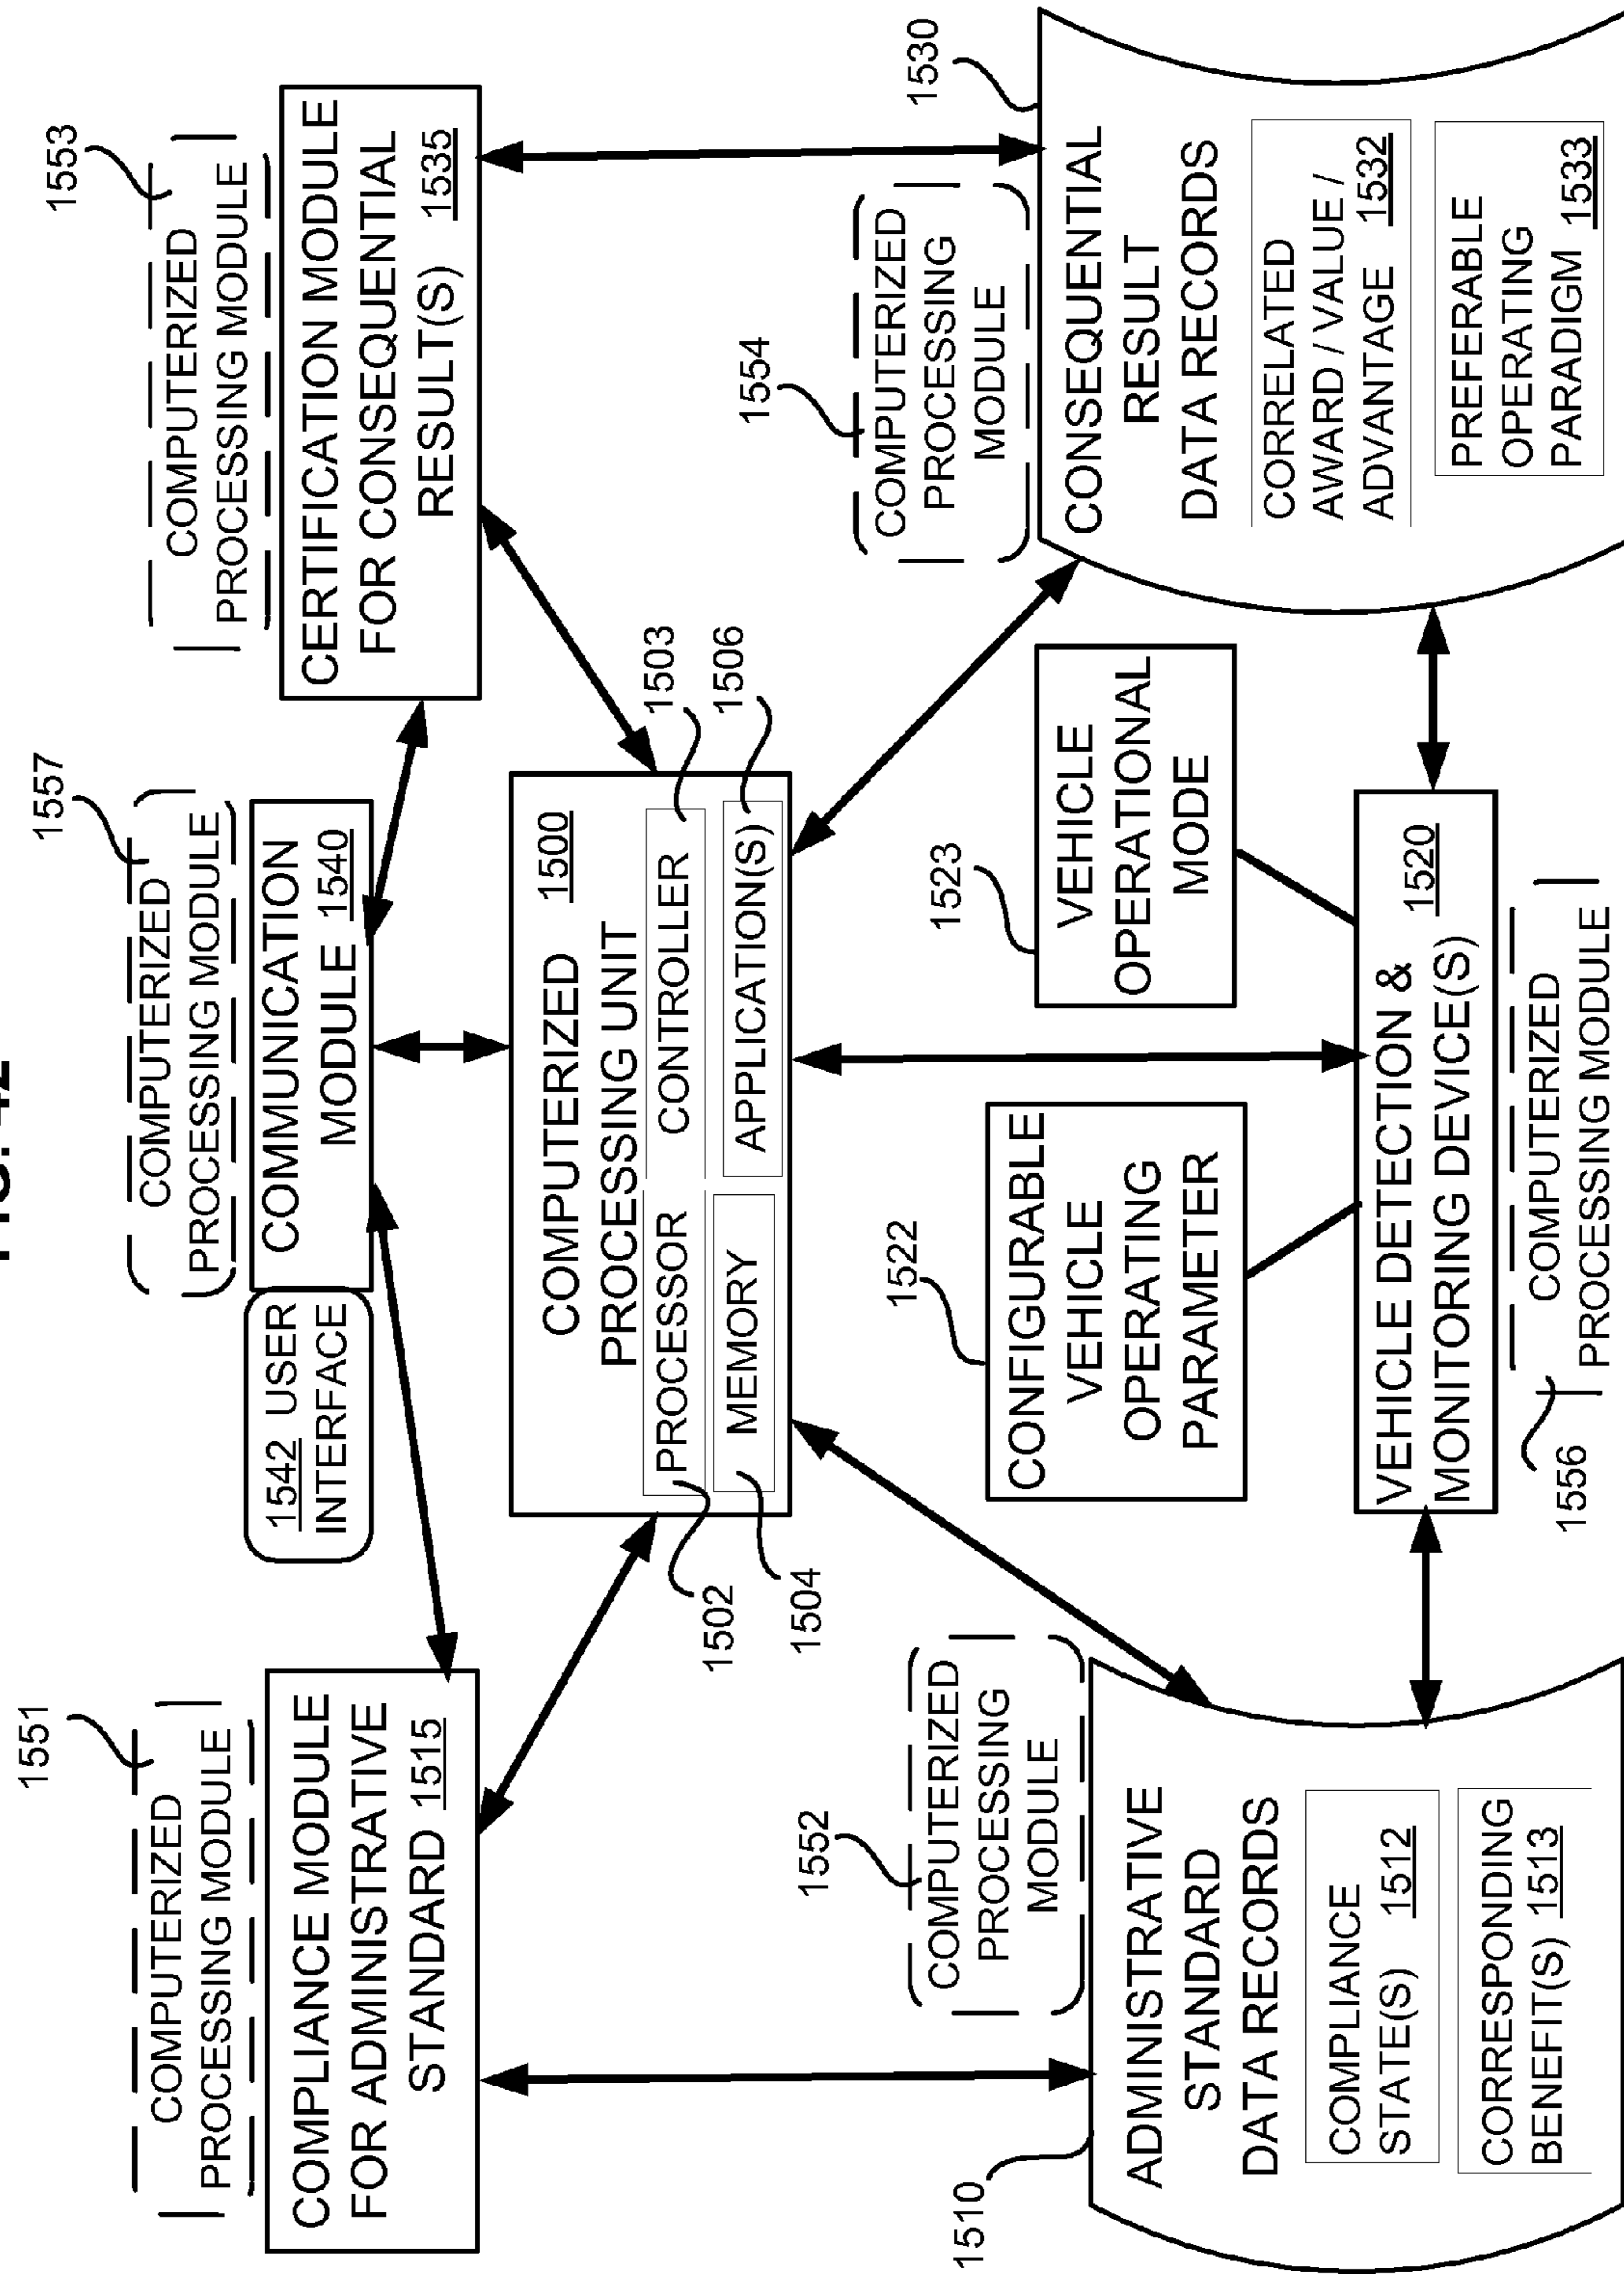 1551
COMPUTERIZED
PROCESSING MODULE
COMPLIANCE MODULE
FOR ADMINISTRATIVE
STANDARD 1515
1557
COMPUTERIZED
PROCESSING MODULE
1542 USER
INTERFACE
COMMUNICATION
MODULE 1540
1553
COMPUTERIZED
PROCESSING MODULE
CERTIFICATION MODULE
FOR CONSEQUENTIAL
RESULT(S) 1535
COMPUTERIZED 1500
PROCESSING UNIT
PROCESSOR
CONTROLLER
MEMORY
APPLICATION(S)
1502
1504
1503
1506
1552
COMPUTERIZED
PROCESSING
MODULE
1510
ADMINISTRATIVE
STANDARD
DATA RECORDS
COMPLIANCE
STATE(S) 1512
CORRESPONDING
BENEFIT(S) 1513
1522
CONFIGURABLE
VEHICLE
OPERATING
PARAMETER
1523
VEHICLE
OPERATIONAL
MODE
VEHICLE DETECTION &
MONITORING DEVICE(S) 1520
1556
COMPUTERIZED
PROCESSING MODULE
1554
COMPUTERIZED
PROCESSING
MODULE
1530
CONSEQUENTIAL
RESULT
DATA RECORDS
CORRELATED
AWARD / VALUE /
ADVANTAGE 1532
PREFERABLE
OPERATING
PARADIGM 1533